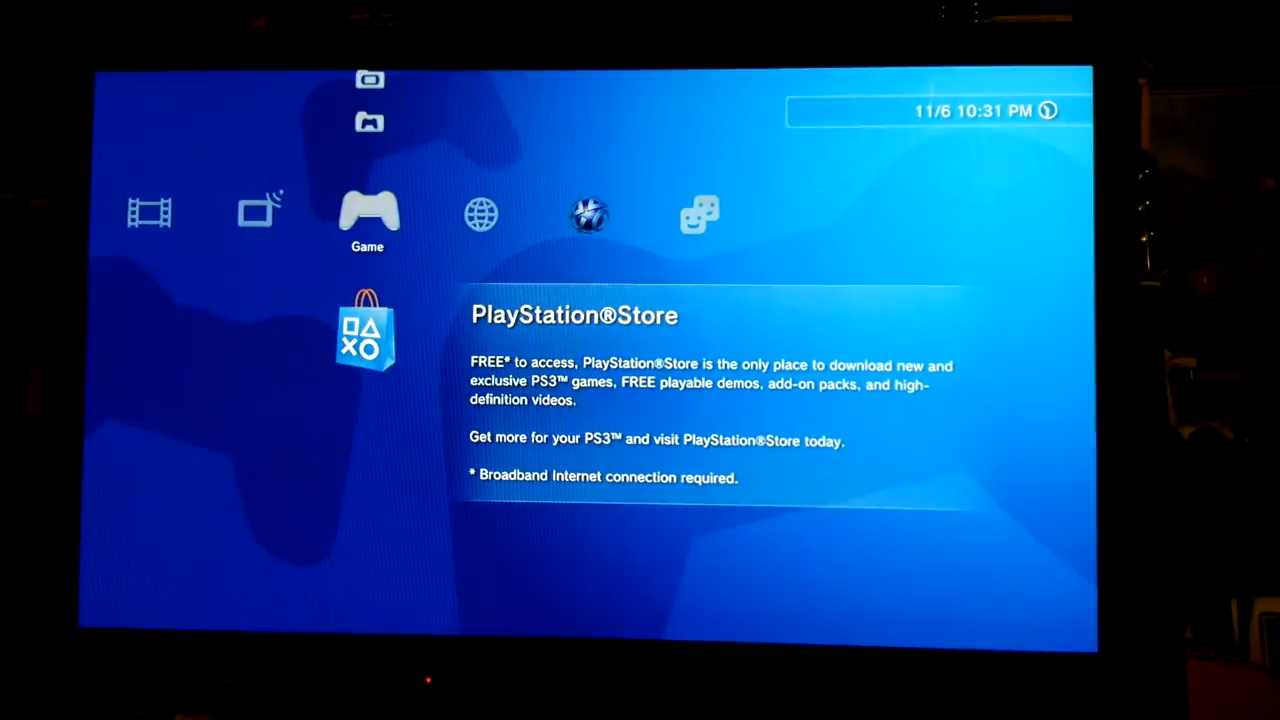 11/6 10:31 PM
Game
PlayStation®Store
FREE* to access, PlayStation®Store is the only place to download new and
exclusive PS3™ games, FREE playable demos, add-on packs, and high-
definition videos.
Get more for your PS3™ and visit PlayStation®Store today.
* Broadband Internet connection required.